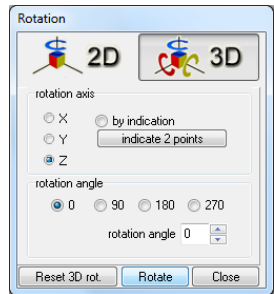 Rotation
2D 3D
rotation axis
X by indication
Y indicate 2 points
Z
rotation angle
0 90 180 270
rotation angle 0
Reset 3D rot. Rotate Close